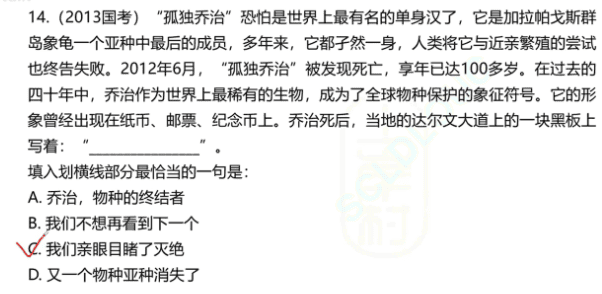 14.（2013国考）“孤独乔治”恐怕是世界上最有名的单身汉了，它是加拉帕戈斯群
岛象龟一个亚种中最后的成员，多年来，它都孑然一身，人类将它与近亲繁殖的尝试
也终告失败。2012年6月，“孤独乔治”被发现死亡，享年已达100多岁。在过去的
四十年中，乔治作为世界上最稀有的生物，成为了全球物种保护的象征符号。它的形
象曾经出现在纸币、邮票、纪念币上。乔治死后，当地的达尔文大道上的一块黑板上
写着：“________________”。
填入划横线部分最恰当的一句是：
A. 乔治，物种的终结者
B. 我们不想再看到下一个
C. 我们亲眼目睹了灭绝
D. 又一个物种亚种消失了